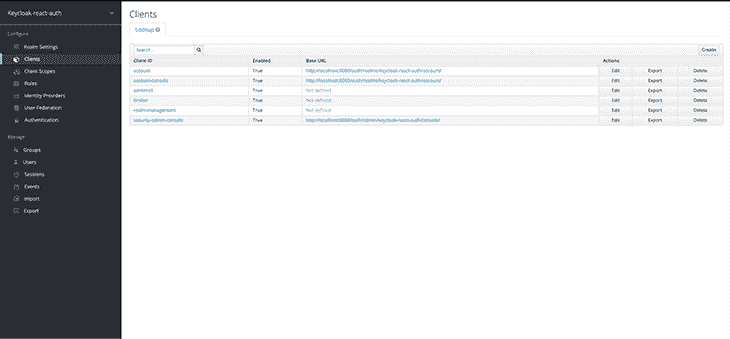 Keycloak-react-auth
Clients
Lookup
Configure
Realm Settings
Clients
Client Scopes
Roles
Identity Providers
User Federation
Authentication
Manage
Groups
Users
Sessions
Events
Import
Export
Search...
Create
Client ID Enabled Base URL Actions
account True http://localhost:8080/auth/realms/keycloak-react-auth/account/ Edit Export Delete
account-console True http://localhost:8080/auth/realms/keycloak-react-auth/account/ Edit Export Delete
admin-cli True Not defined Edit Export Delete
broker True Not defined Edit Export Delete
realm-management True Not defined Edit Export Delete
security-admin-console True http://localhost:8080/auth/admin/keycloak-react-auth/console/ Edit Export Delete